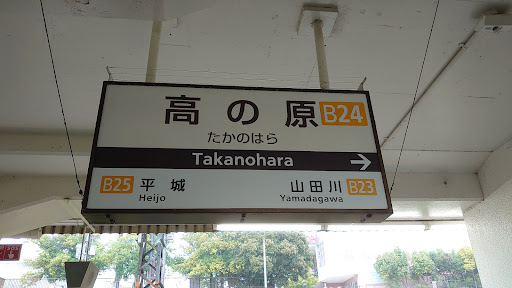 高の原 B24
たかのはら
Takanohara →
B25 平城 山田川 B23
Heijo Yamadagawa